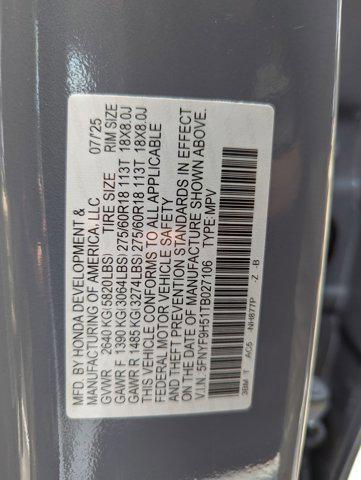 MFD. BY HONDA DEVELOPMENT & 07/25
MANUFACTURING OF AMERICA, LLC.
GVWR 2640 KG(5820LBS) TIRE SIZE RIM SIZE
GAWR F 1390 KG(3064LBS) 275/60R18 113T 18X8.0J
GAWR R 1485 KG(3274LBS) 275/60R18 113T 18X8.0J
THIS VEHICLE CONFORMS TO ALL APPLICABLE
FEDERAL MOTOR VEHICLE SAFETY
AND THEFT PREVENTION STANDARDS IN EFFECT
ON THE DATE OF MANUFACTURE SHOWN ABOVE.
V.I.N. 5FNYF9H51TB027106 TYPE-MPV
3BM T AC5 NH877P - Z - B